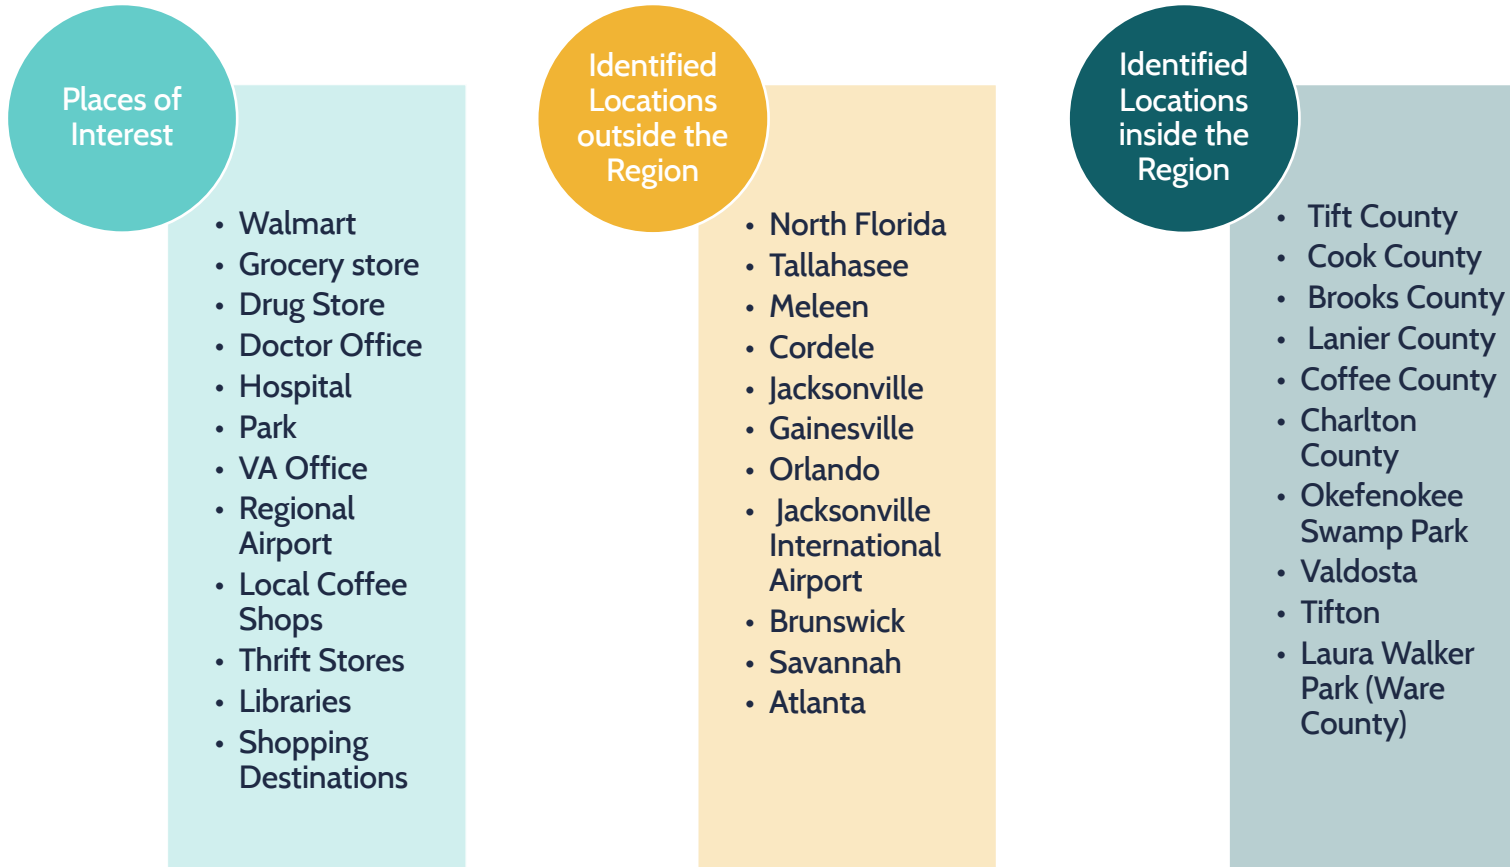 Places of
Interest
• Walmart
• Grocery store
• Drug Store
• Doctor Office
• Hospital
• Park
• VA Office
• Regional
Airport
• Local Coffee
Shops
• Thrift Stores
• Libraries
• Shopping
Destinations
Identified
Locations
outside the
Region
• North Florida
• Tallahasee
• Meleen
• Cordele
• Jacksonville
• Gainesville
• Orlando
• Jacksonville
International
Airport
• Brunswick
• Savannah
• Atlanta
Identified
Locations
inside the
Region
• Tift County
• Cook County
• Brooks County
• Lanier County
• Coffee County
• Charlton
County
• Okefenokee
Swamp Park
• Valdosta
• Tifton
• Laura Walker
Park (Ware
County)